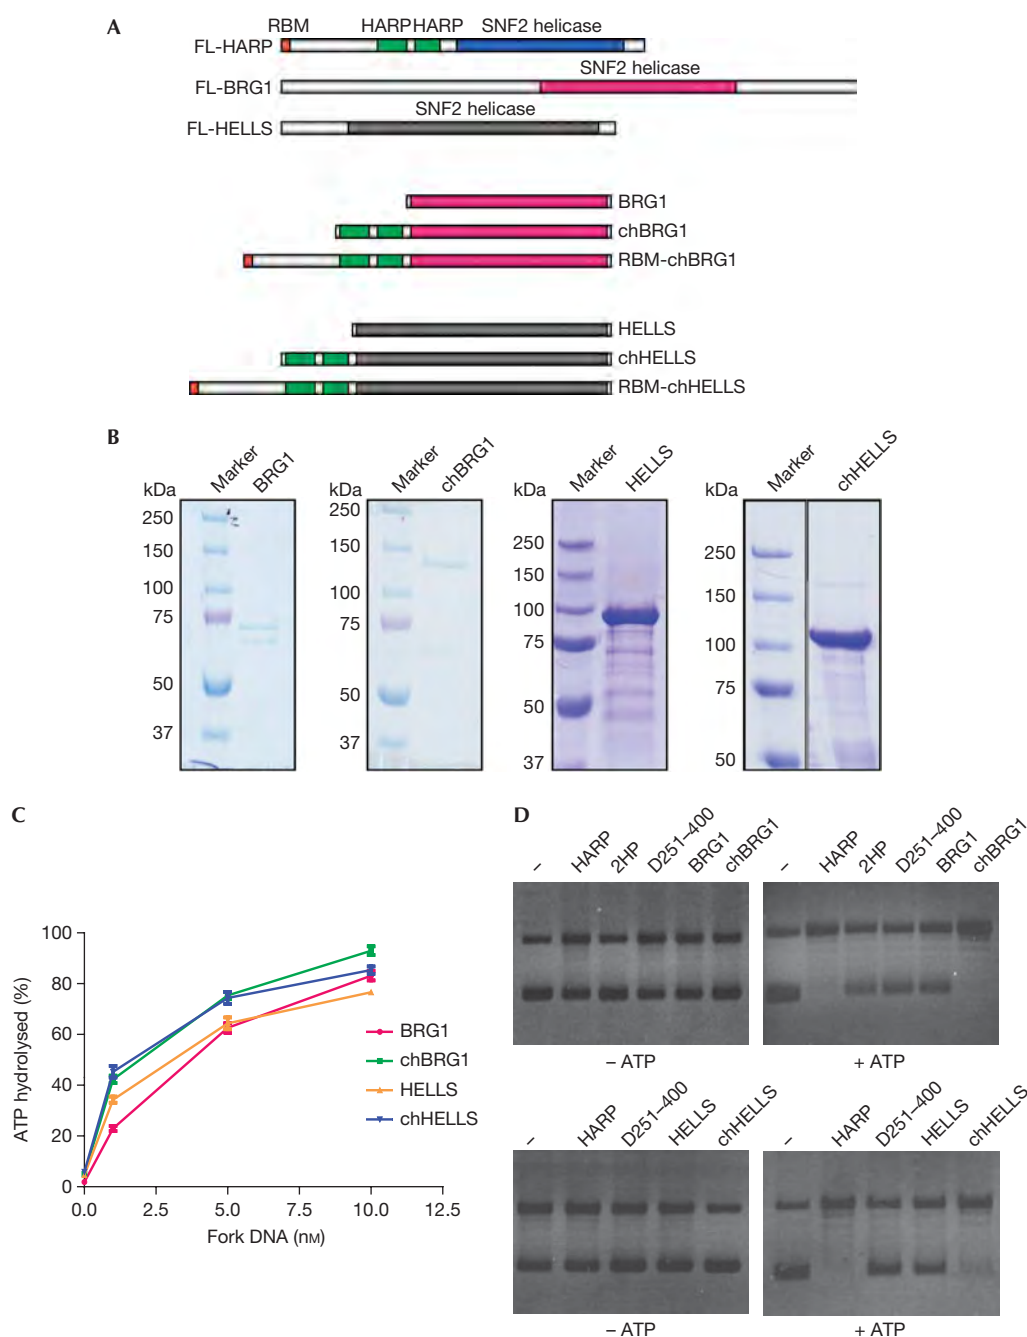 A
RBM HARP HARP SNF2 helicase
FL-HARP
SNF2 helicase
FL-BRG1
SNF2 helicase
FL-HELLS
BRG1
chBRG1
RBM-chBRG1
HELLS
chHELLS
RBM-chHELLS
B
kDa Marker BRG1
250
150
100
75
50
37
kDa Marker chBRG1
250
150
100
75
50
37
kDa Marker HELLS
250
150
100
75
50
37
kDa Marker chHELLS
250
150
100
75
50
C
ATP hydrolysed (%)
100
80
60
40
20
0
0.0 2.5 5.0 7.5 10.0 12.5
Fork DNA (nM)
BRG1
chBRG1
HELLS
chHELLS
D
– HARP 2HP D251–400 BRG1 chBRG1
– ATP
– HARP 2HP D251–400 BRG1 chBRG1
+ ATP
– HARP D251–400 HELLS chHELLS
– ATP
– HARP D251–400 HELLS chHELLS
+ ATP